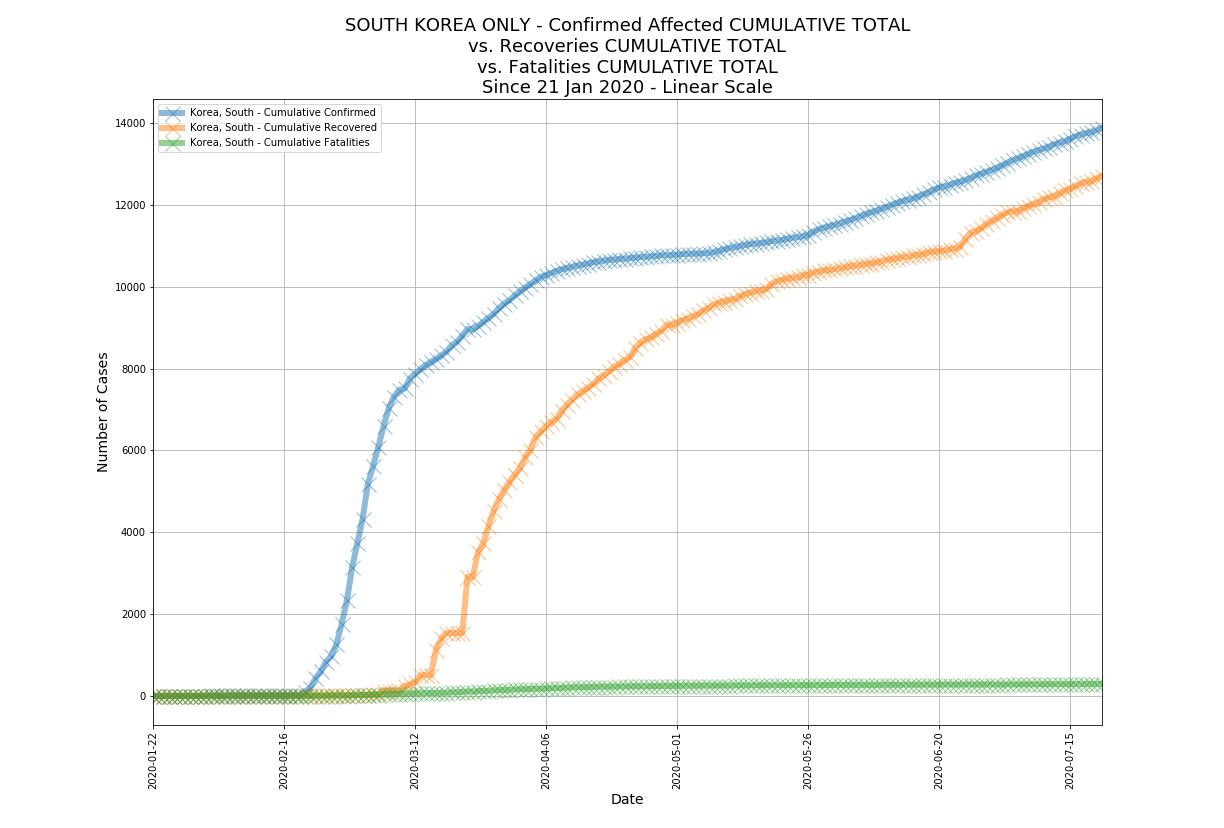 SOUTH KOREA ONLY - Confirmed Affected CUMULATIVE TOTAL
vs. Recoveries CUMULATIVE TOTAL
vs. Fatalities CUMULATIVE TOTAL
Since 21 Jan 2020 - Linear Scale
Korea, South - Cumulative Confirmed
Korea, South - Cumulative Recovered
Korea, South - Cumulative Fatalities
Number of Cases
14000
12000
10000
8000
6000
4000
2000
0
2020-01-22
2020-02-16
2020-03-12
2020-04-06
2020-05-01
2020-05-26
2020-06-20
2020-07-15
Date